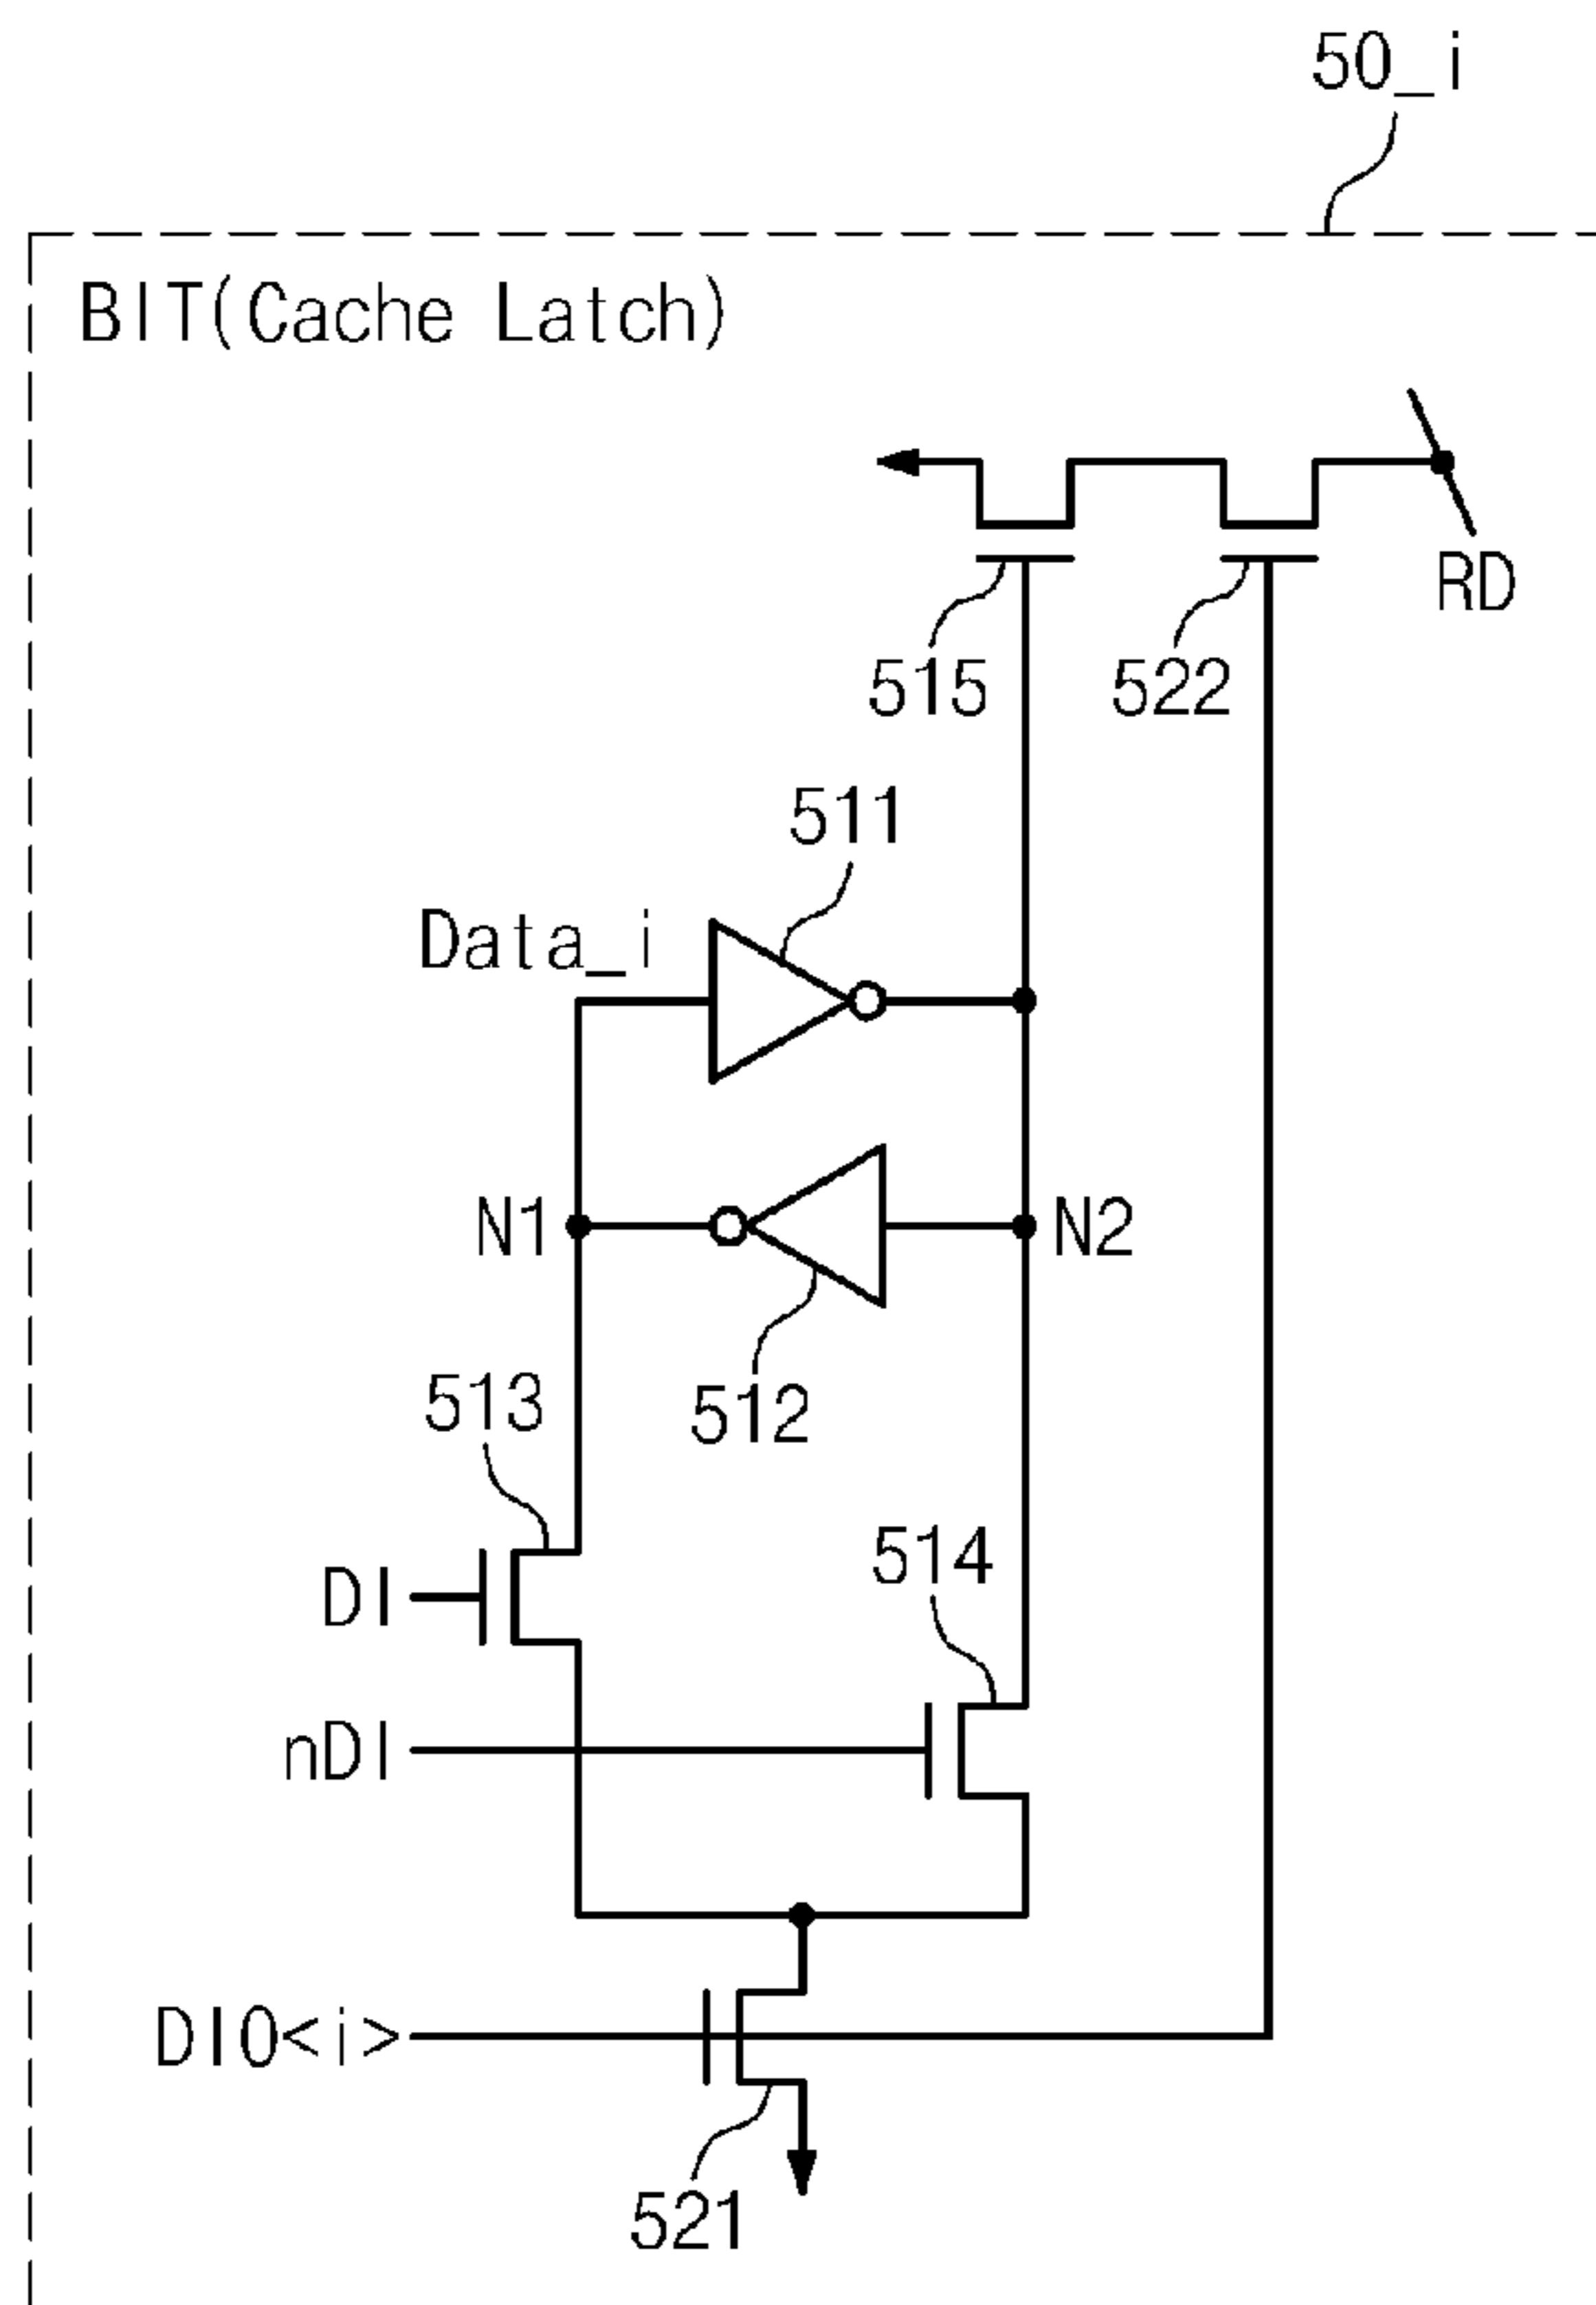 50_i
BIT(Cache Latch)
RD
515
522
511
Data_i
N1
N2
513
512
514
DI
nDI
DIO<i>
521